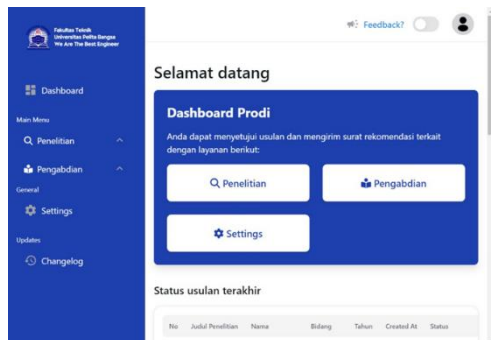 Fakultas Teknik
Universitas Pelita Bangsa
We Are The Best Engineer
Feedback?
Dashboard
Main Menu
Penelitian
Pengabdian
General
Settings
Updates
Changelog
Selamat datang
Dashboard Prodi
Anda dapat menyetujui usulan dan mengirim surat rekomendasi terkait
dengan layanan berikut:
Penelitian
Pengabdian
Settings
Status usulan terakhir
No Judul Penelitian Nama Bidang Tahun Created At Status